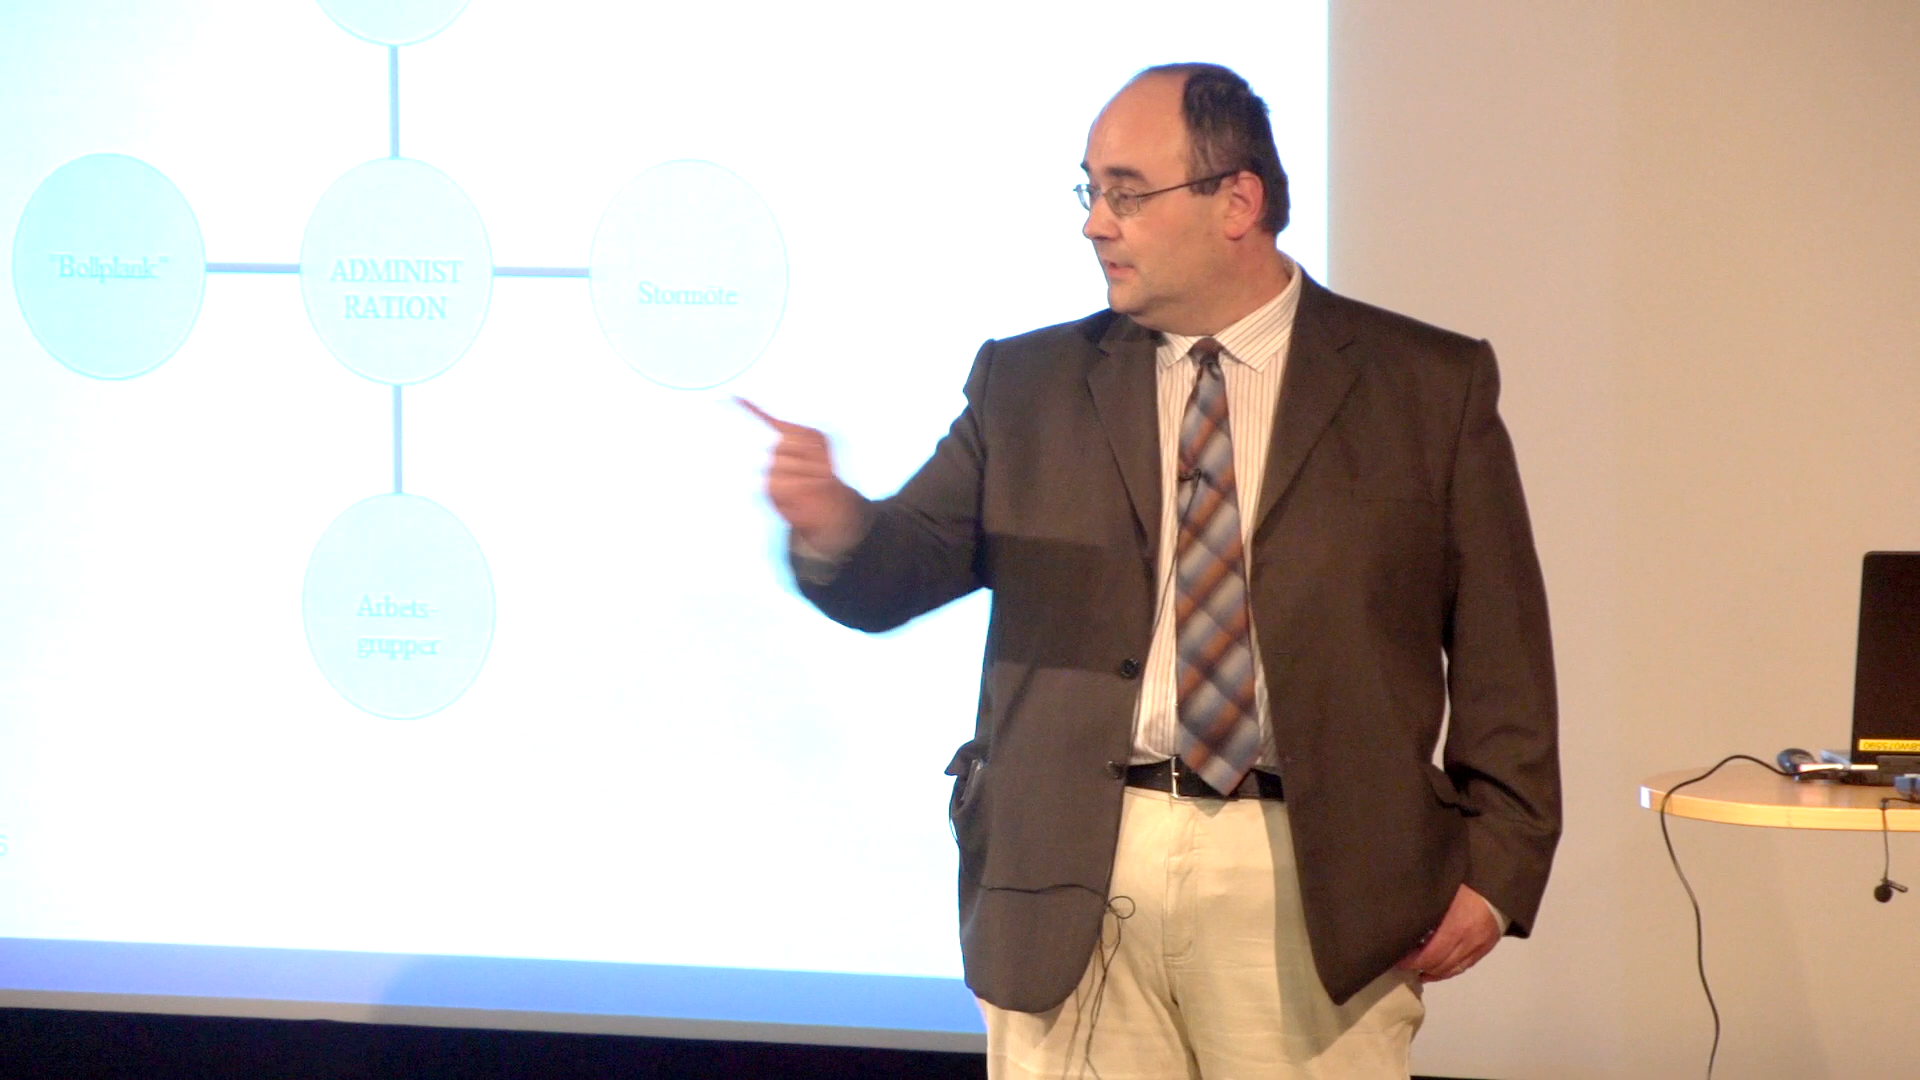 "Bollplank"
ADMINIST
RATION
Stormöte
Arbets-
grupper